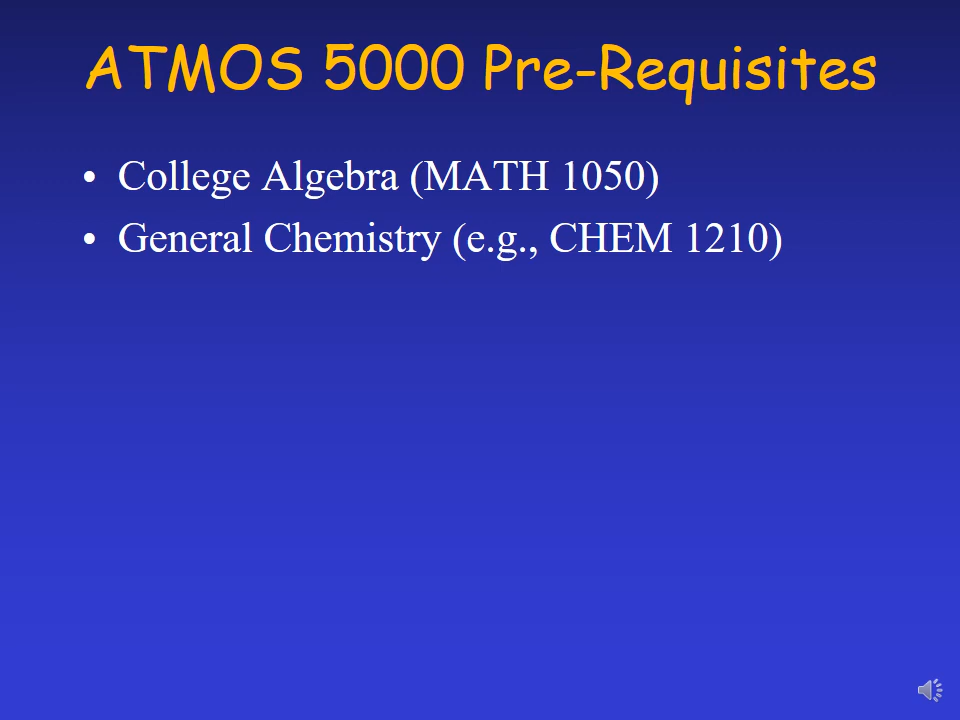 ATMOS 5000 Pre-Requisites
• College Algebra (MATH 1050)
• General Chemistry (e.g., CHEM 1210)